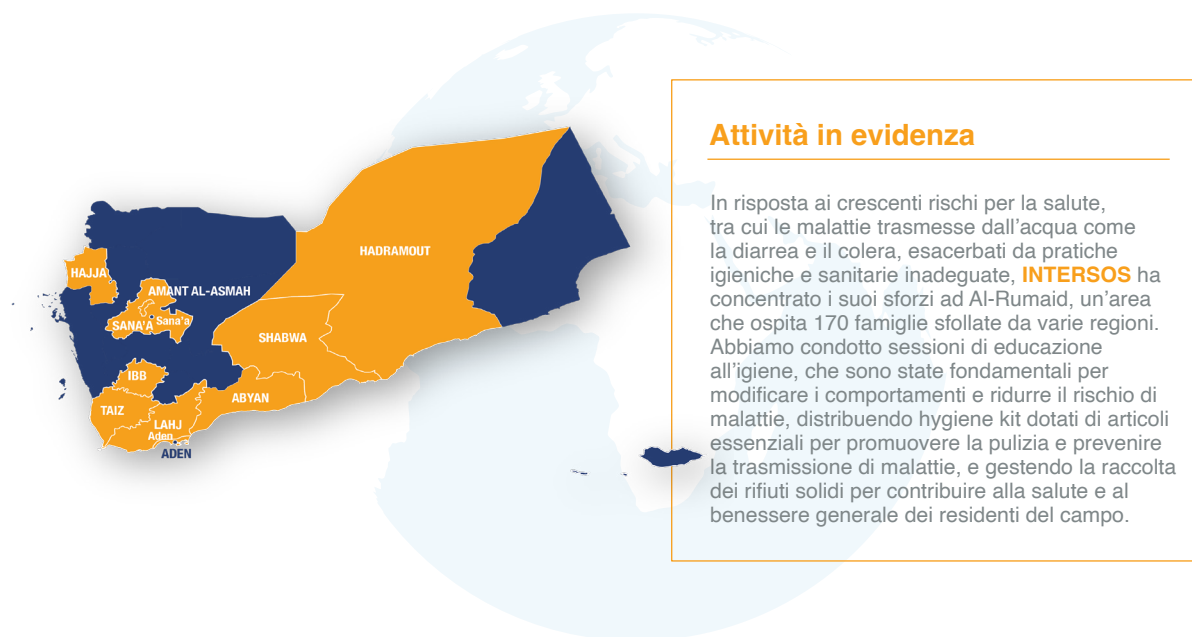 HADRAMOUT
HAJJA
AMANT AL-ASMAH
SANA'A
Sana'a
SHABWA
IBB
ABYAN
TAIZ
LAHJ
Aden
ADEN
Attività in evidenza
In risposta ai crescenti rischi per la salute,
tra cui le malattie trasmesse dall’acqua come
la diarrea e il colera, esacerbati da pratiche
igieniche e sanitarie inadeguate, INTERSOS ha
concentrato i suoi sforzi ad Al-Rumaid, un’area
che ospita 170 famiglie sfollate da varie regioni.
Abbiamo condotto sessioni di educazione
all’igiene, che sono state fondamentali per
modificare i comportamenti e ridurre il rischio di
malattie, distribuendo hygiene kit dotati di articoli
essenziali per promuovere la pulizia e prevenire
la trasmissione di malattie, e gestendo la raccolta
dei rifiuti solidi per contribuire alla salute e al
benessere generale dei residenti del campo.